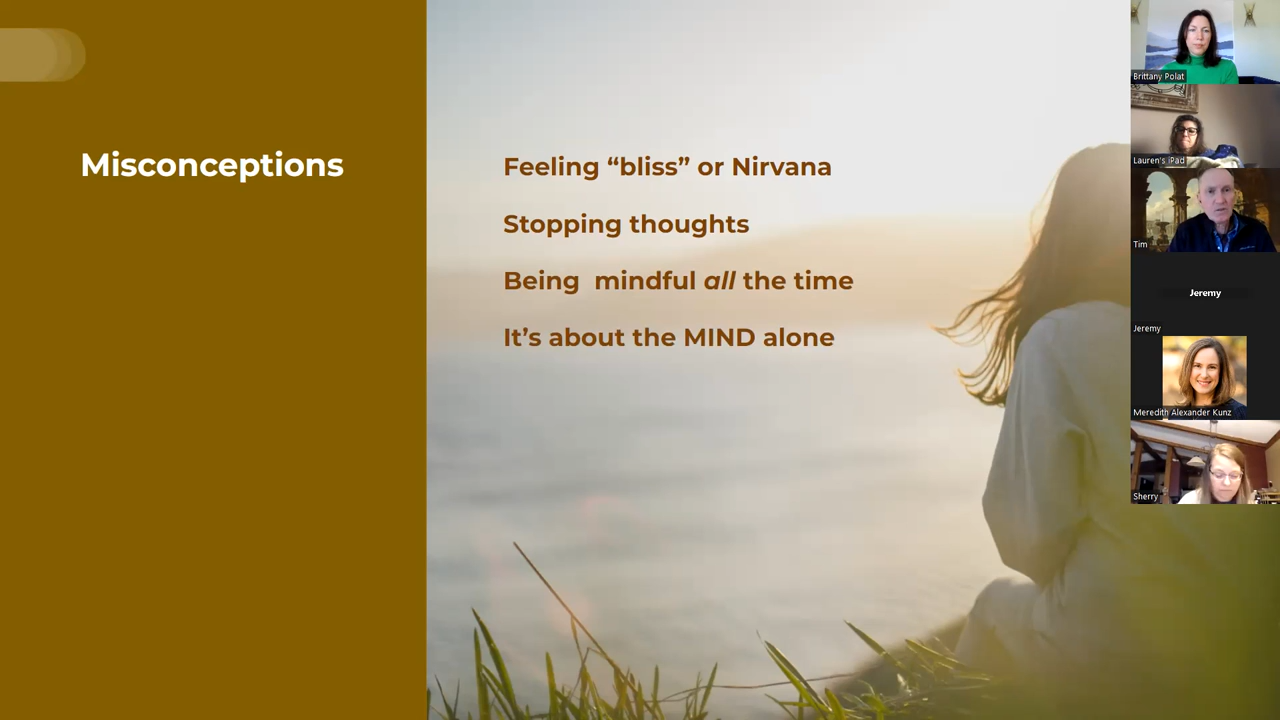 Misconceptions
Feeling “bliss” or Nirvana
Stopping thoughts
Being  mindful all the time
It’s about the MIND alone
Brittany Polat
Lauren's iPad
Tim
Jeremy
Jeremy
Meredith Alexander Kunz
Sherry